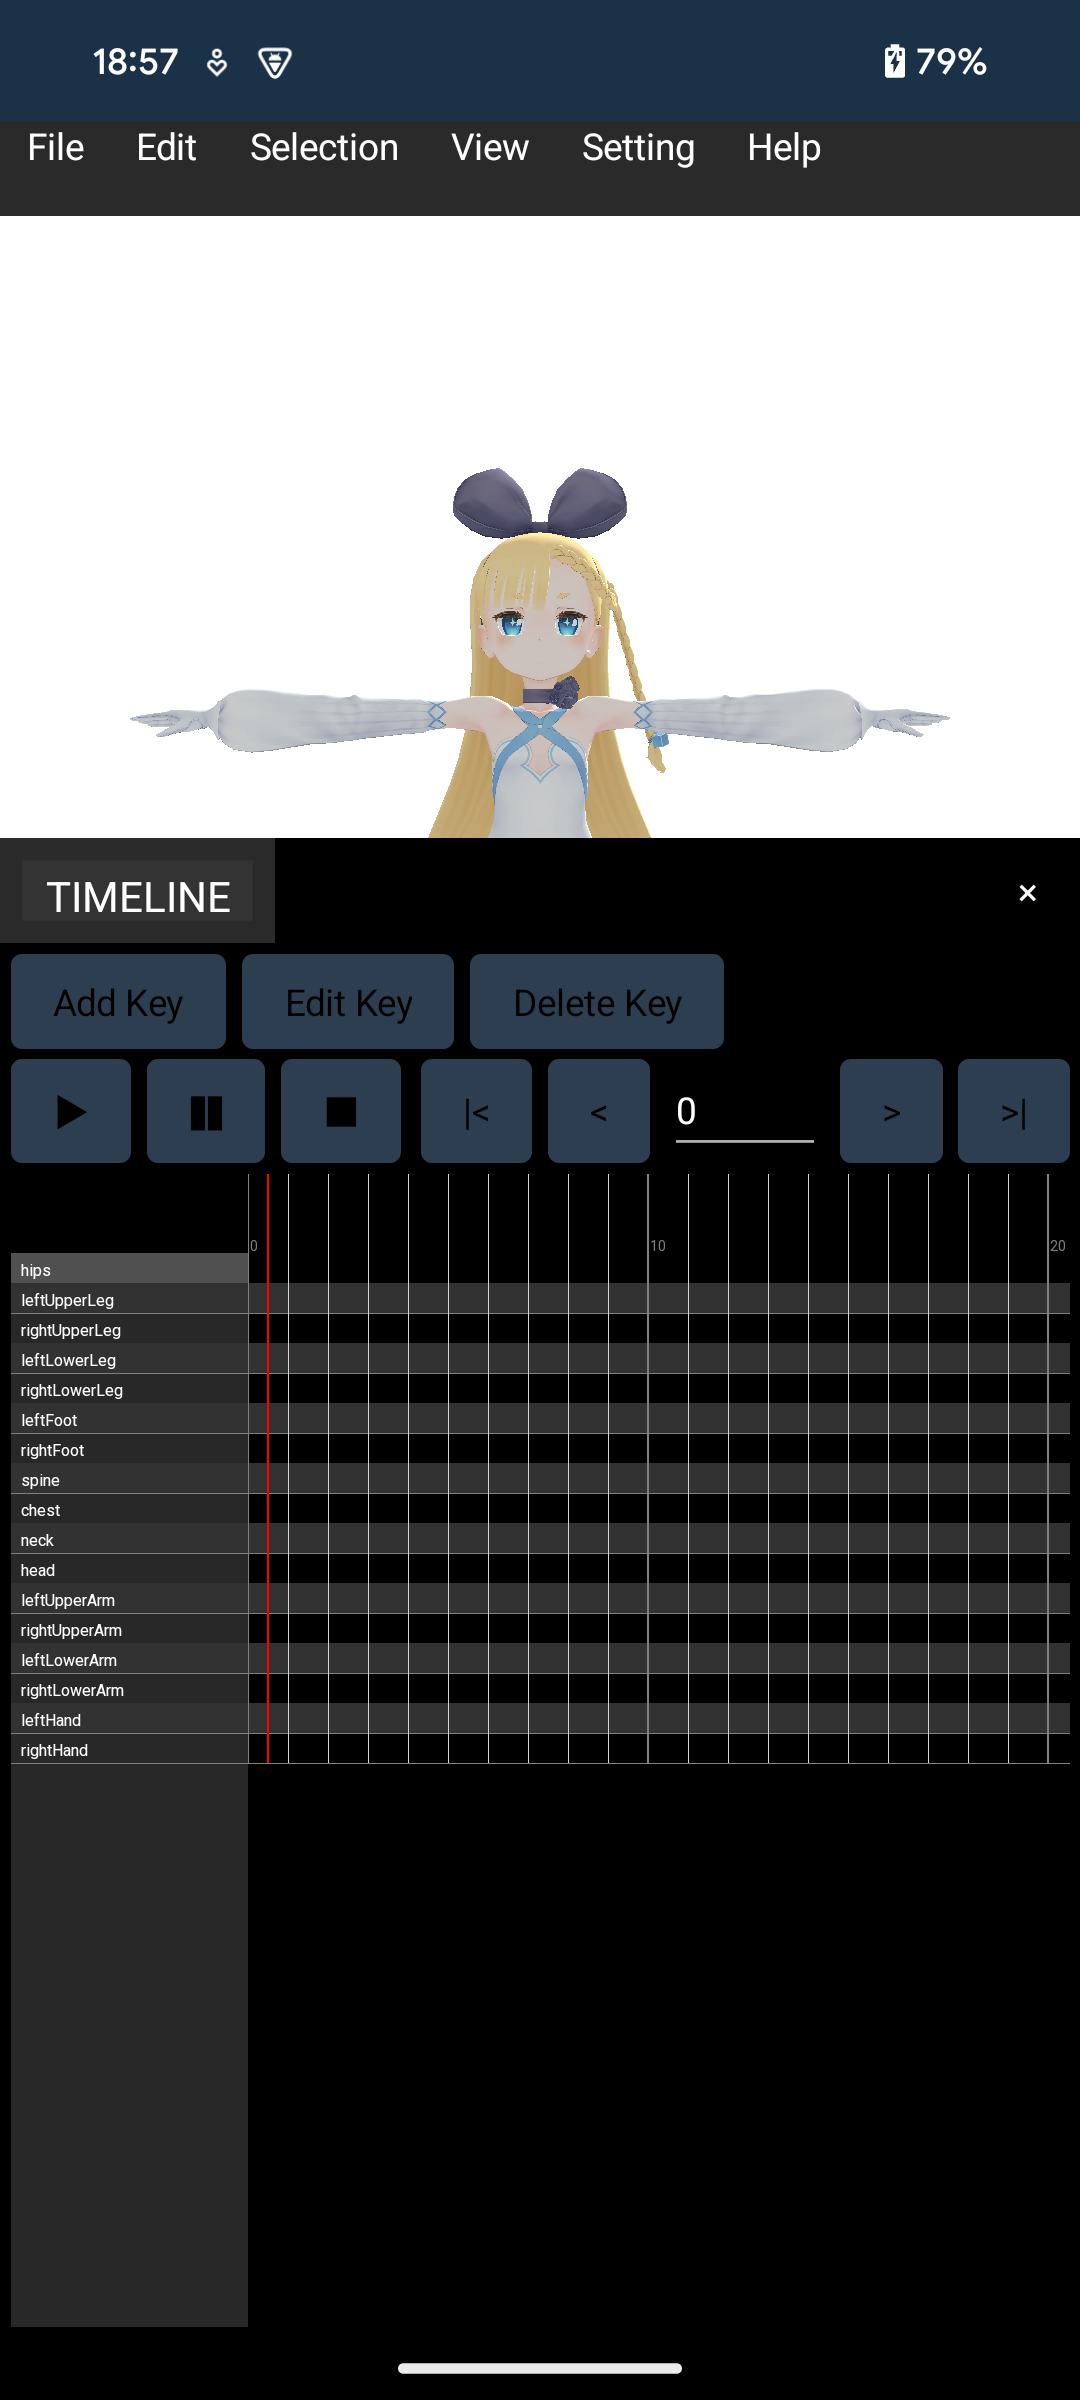 18:57 79%
File Edit Selection View Setting Help
TIMELINE ×
Add Key Edit Key Delete Key
|< < 0 > >|
0 10 20
hips
leftUpperLeg
rightUpperLeg
leftLowerLeg
rightLowerLeg
leftFoot
rightFoot
spine
chest
neck
head
leftUpperArm
rightUpperArm
leftLowerArm
rightLowerArm
leftHand
rightHand